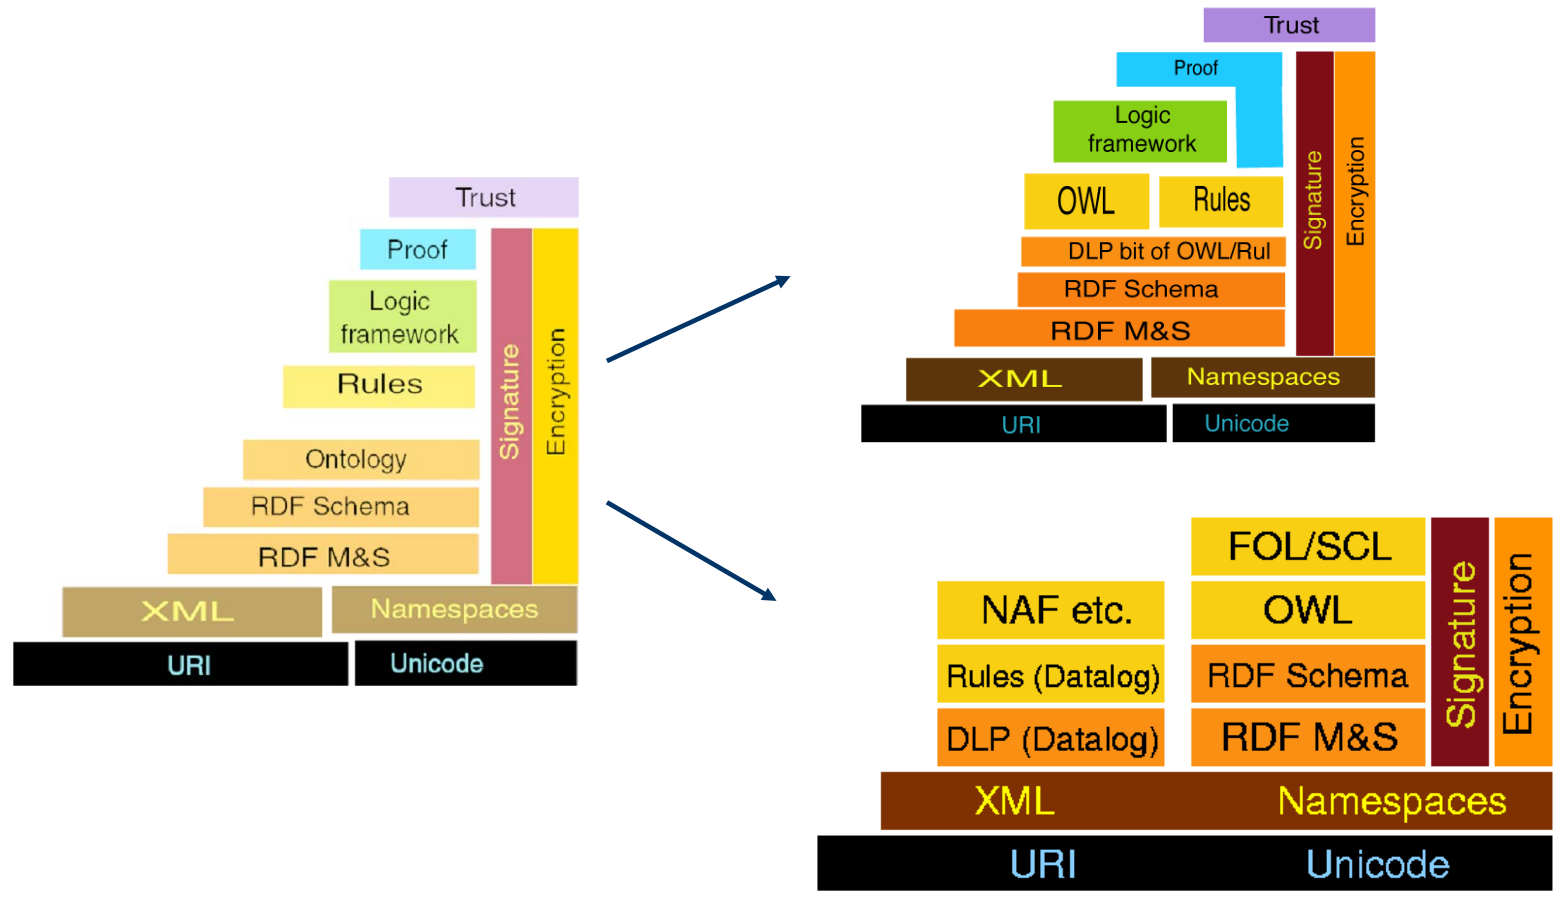 Trust
Proof
Logic
framework
Rules
Ontology
RDF Schema
RDF M&S
Signature
Encryption
XML
Namespaces
URI
Unicode
Trust
Proof
Logic
framework
OWL
Rules
DLP bit of OWL/Rul
RDF Schema
RDF M&S
Signature
Encryption
XML
Namespaces
URI
Unicode
NAF etc.
Rules (Datalog)
DLP (Datalog)
FOL/SCL
OWL
RDF Schema
RDF M&S
Signature
Encryption
XML
Namespaces
URI
Unicode